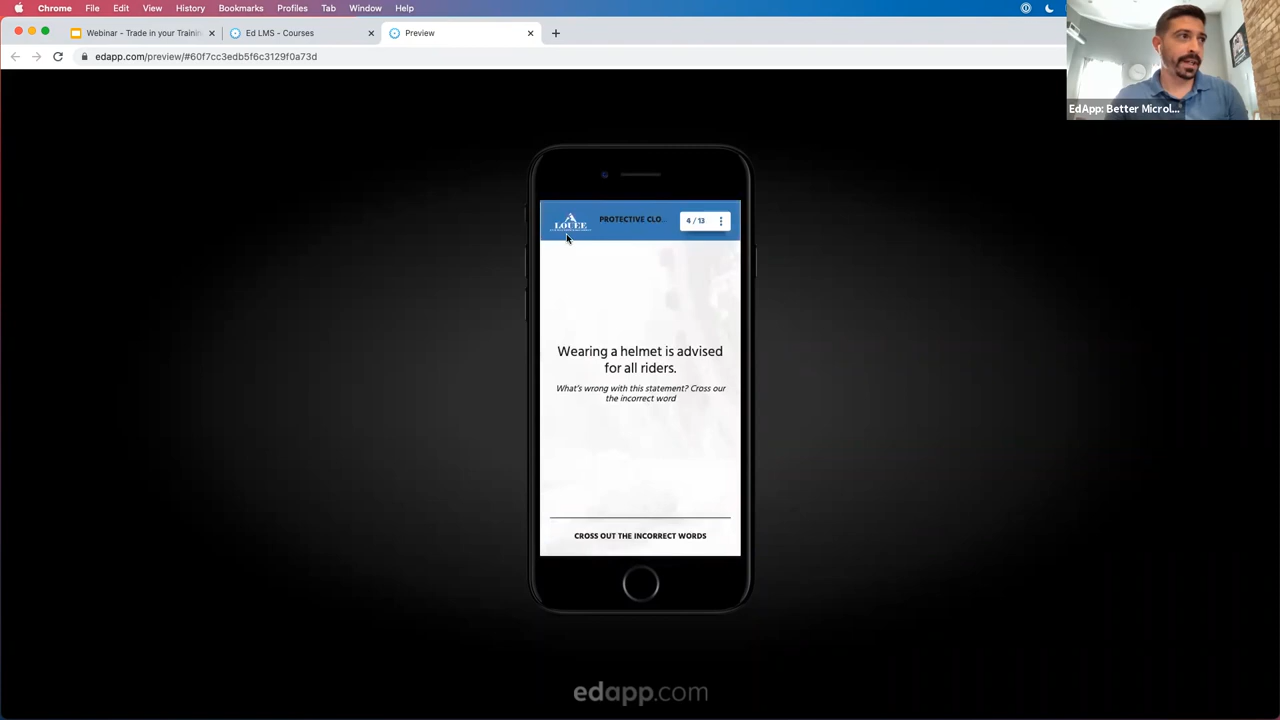 Chrome File Edit View History Bookmarks Profiles Tab Window Help
Webinar - Trade in your Trainin
Ed LMS - Courses
Preview
edapp.com/preview/#60f7cc3edb5f6c3129f0a73d
EdApp: Better Microl...
LOUEE
PROTECTIVE CLO...
4 / 13
Wearing a helmet is advised
for all riders.
What's wrong with this statement? Cross our
the incorrect word
CROSS OUT THE INCORRECT WORDS
edapp.com